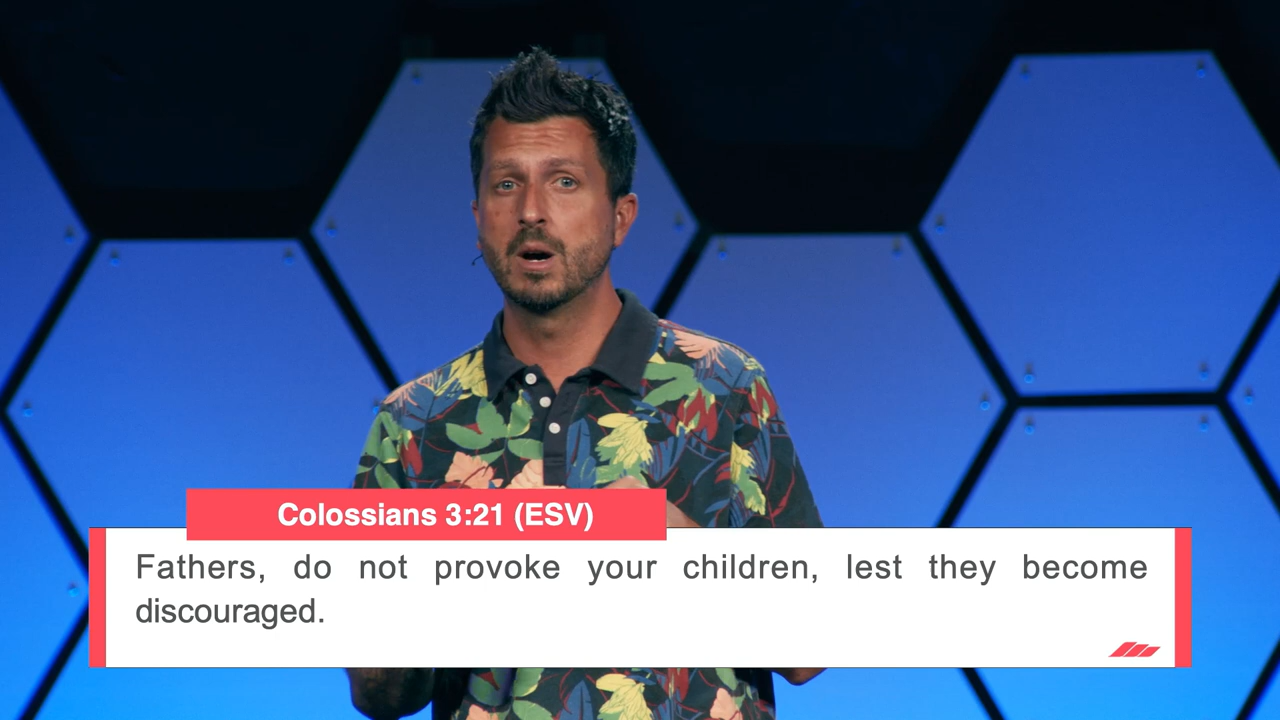 Colossians 3:21 (ESV)
Fathers, do not provoke your children, lest they become
discouraged.